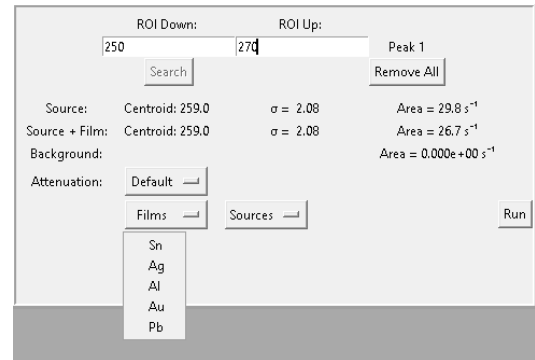 ROI Down: ROI Up:
250 270 Peak 1
Search Remove All
Source: Centroid: 259.0 σ = 2.08 Area = 29.8 s⁻¹
Source + Film: Centroid: 259.0 σ = 2.08 Area = 26.7 s⁻¹
Background: Area = 0.000e+00 s⁻¹
Attenuation: Default
Films Sources Run
Sn
Ag
Al
Au
Pb